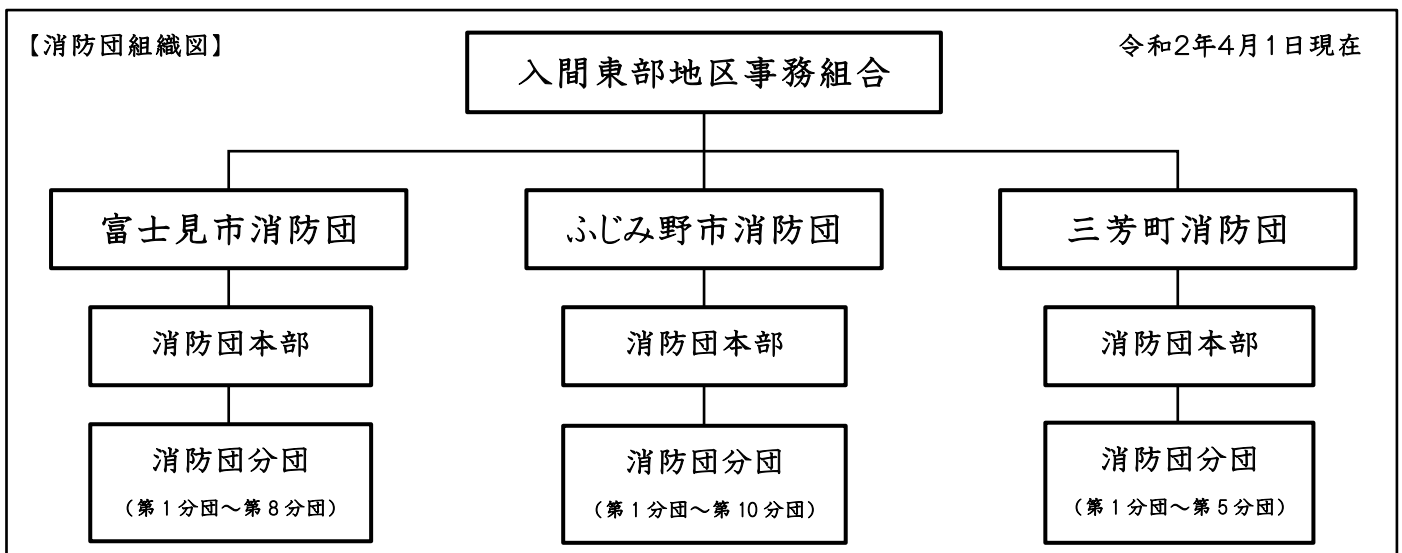 【消防団組織図】
令和2年4月1日現在
入間東部地区事務組合
富士見市消防団
ふじみ野市消防団
三芳町消防団
消防団本部
消防団本部
消防団本部
消防団分団
（第1分団～第8分団）
消防団分団
（第1分団～第10分団）
消防団分団
（第1分団～第5分団）